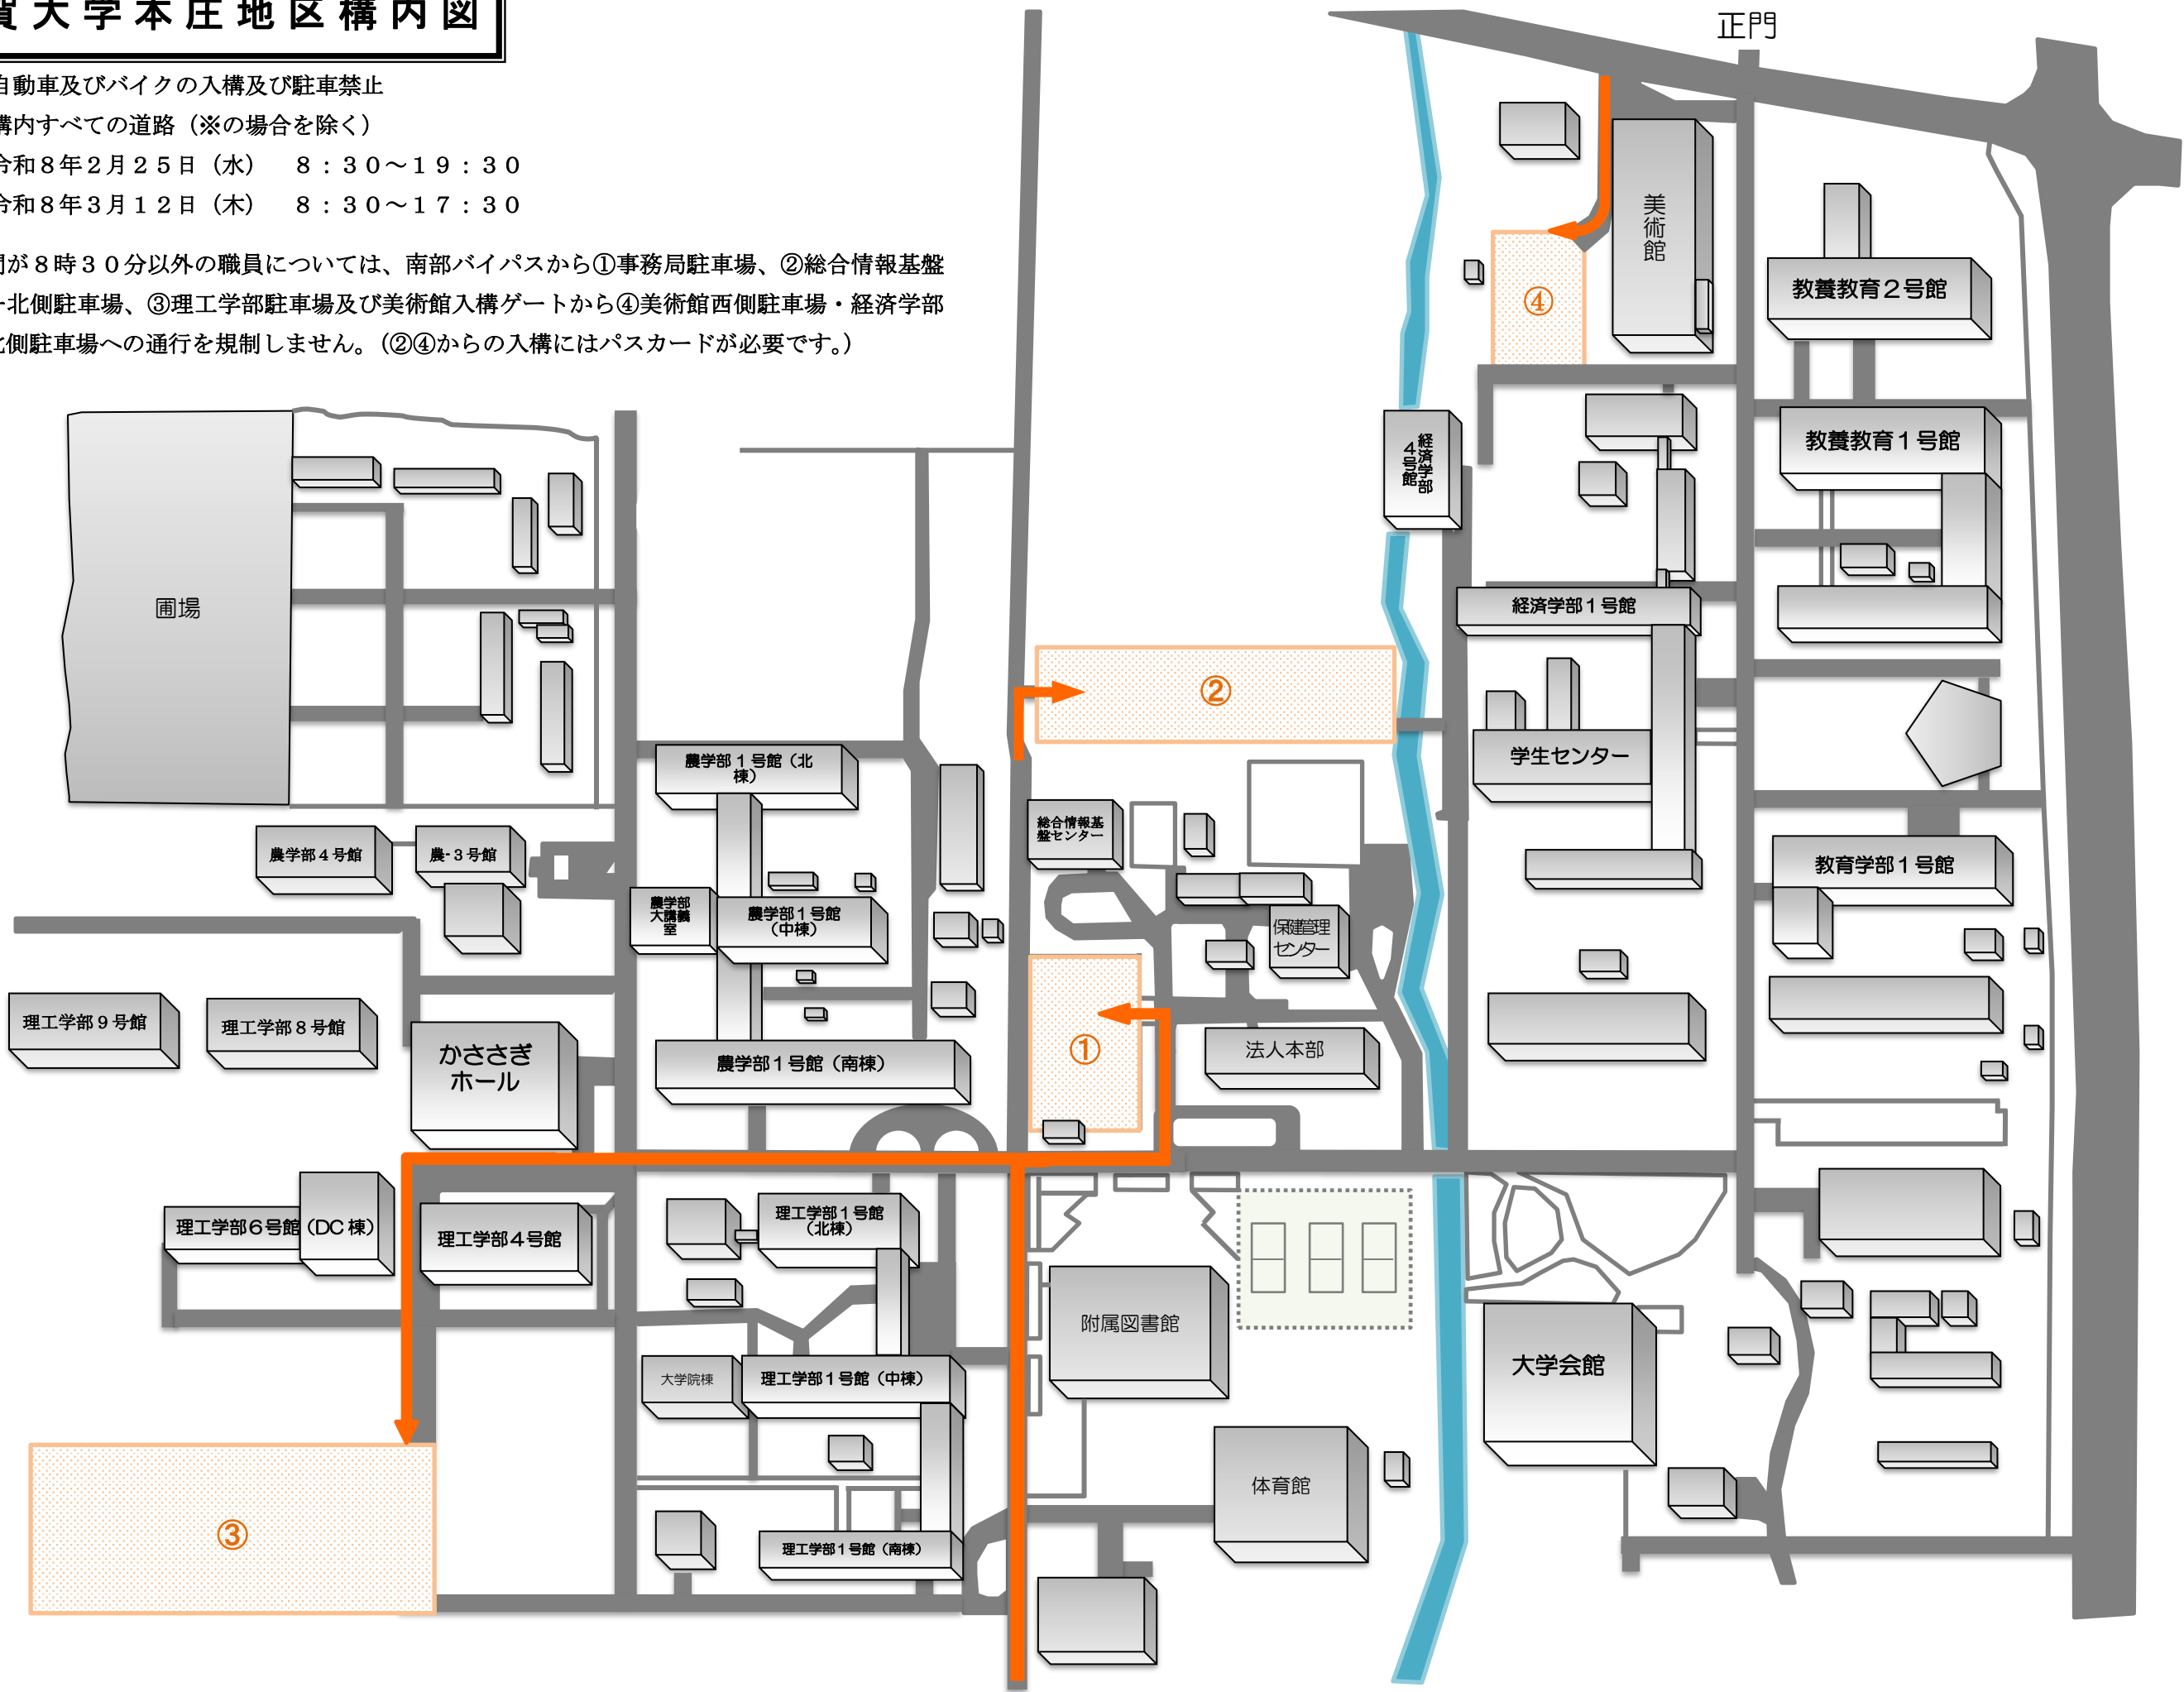 賀大学本庄地区構内図
自動車及びバイクの入構及び駐車禁止
構内すべての道路（※の場合を除く）
令和８年２月２５日（水）　８：３０～１９：３０
令和８年３月１２日（木）　８：３０～１７：３０
間が８時３０分以外の職員については、南部バイパスから①事務局駐車場、②総合情報基盤
ー北側駐車場、③理工学部駐車場及び美術館入構ゲートから④美術館西側駐車場・経済学部
北側駐車場への通行を規制しません。（②④からの入構にはパスカードが必要です。）
正門
美術館
④
教養教育２号館
経済学部
４号館
教養教育１号館
圃場
経済学部１号館
②
学生センター
農学部１号館（北
棟）
総合情報基
盤センター
農学部４号館
農-３号館
教育学部１号館
農学部
大講義
室
農学部１号館
（中棟）
保健管理
センター
理工学部９号館
理工学部８号館
かささぎ
ホール
農学部１号館（南棟）
①
法人本部
理工学部６号館
（DC棟）
理工学部４号館
理工学部１号館
（北棟）
附属図書館
大学会館
大学院棟
理工学部１号館（中棟）
体育館
③
理工学部１号館（南棟）